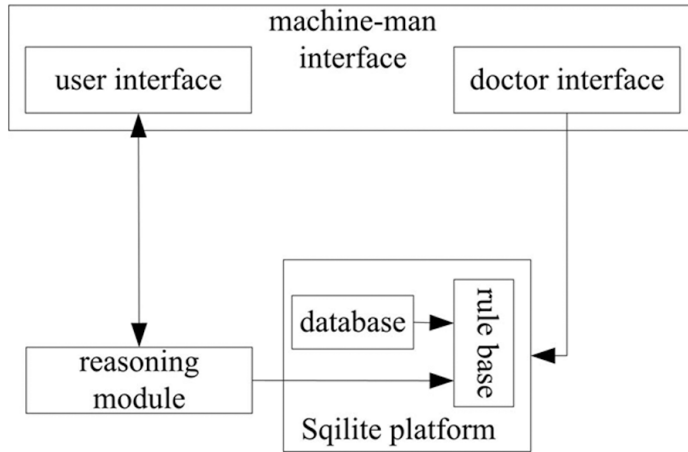 machine-man
interface
user interface
doctor interface
database
rule base
reasoning
module
Sqilite platform